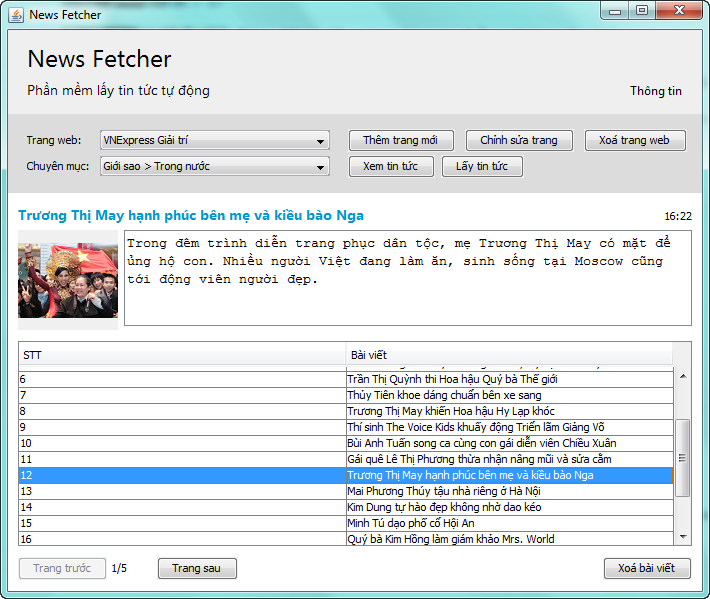 News Fetcher
News Fetcher
Phần mềm lấy tin tức tự động
Thông tin
Trang web: VNExpress Giải trí Thêm trang mới Chỉnh sửa trang Xoá trang web
Chuyên mục: Giới sao > Trong nước Xem tin tức Lấy tin tức
Trương Thị May hạnh phúc bên mẹ và kiều bào Nga 16:22
Trong đêm trình diễn trang phục dân tộc, mẹ Trương Thị May có mặt để
ủng hộ con. Nhiều người Việt đang làm ăn, sinh sống tại Moscow cũng
tới động viên người đẹp.
STT Bài viết
6 Trần Thị Quỳnh thi Hoa hậu Quý bà Thế giới
7 Thủy Tiên khoe dáng chuẩn bên xe sang
8 Trương Thị May khiến Hoa hậu Hy Lạp khóc
9 Thí sinh The Voice Kids khuấy động Triển lãm Giảng Võ
10 Bùi Anh Tuấn song ca cùng con gái diễn viên Chiều Xuân
11 Gái quê Lê Thị Phương thừa nhận nâng mũi và sửa cằm
12 Trương Thị May hạnh phúc bên mẹ và kiều bào Nga
13 Mai Phương Thúy tậu nhà riêng ở Hà Nội
14 Kim Dung tự hào đẹp không nhờ dao kéo
15 Minh Tú dạo phố cổ Hội An
16 Quý bà Kim Hồng làm giám khảo Mrs. World
Trang trước 1/5 Trang sau Xoá bài viết